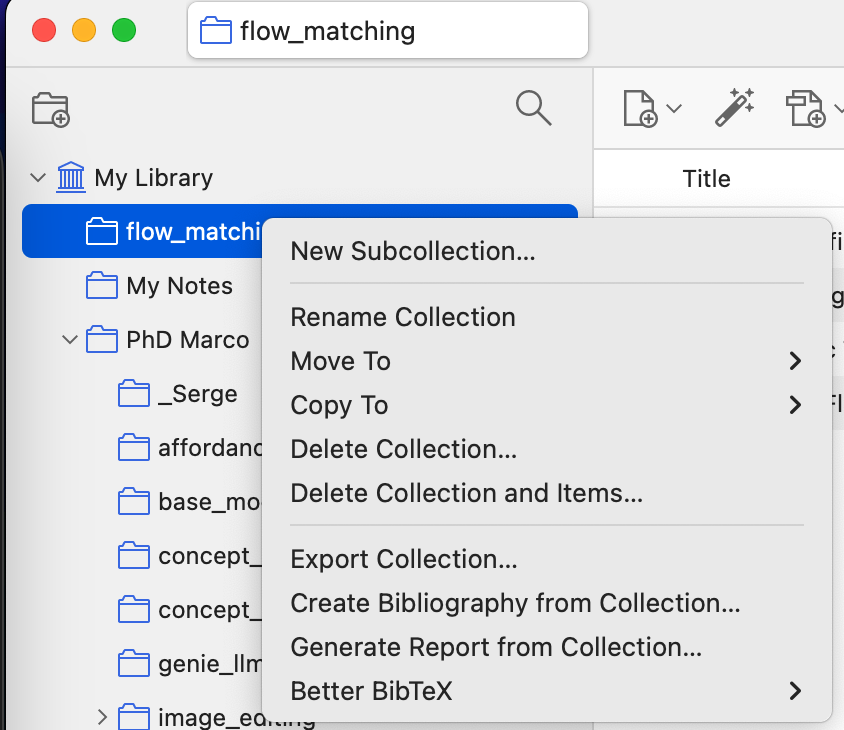 flow_matching
My Library
Title
flow_matchi
My Notes
PhD Marco
_Serge
affordanc
base_mo
concept_
concept_
genie_llm
image_editing
New Subcollection...
Rename Collection
Move To
Copy To
Delete Collection...
Delete Collection and Items...
Export Collection...
Create Bibliography from Collection...
Generate Report from Collection...
Better BibTeX